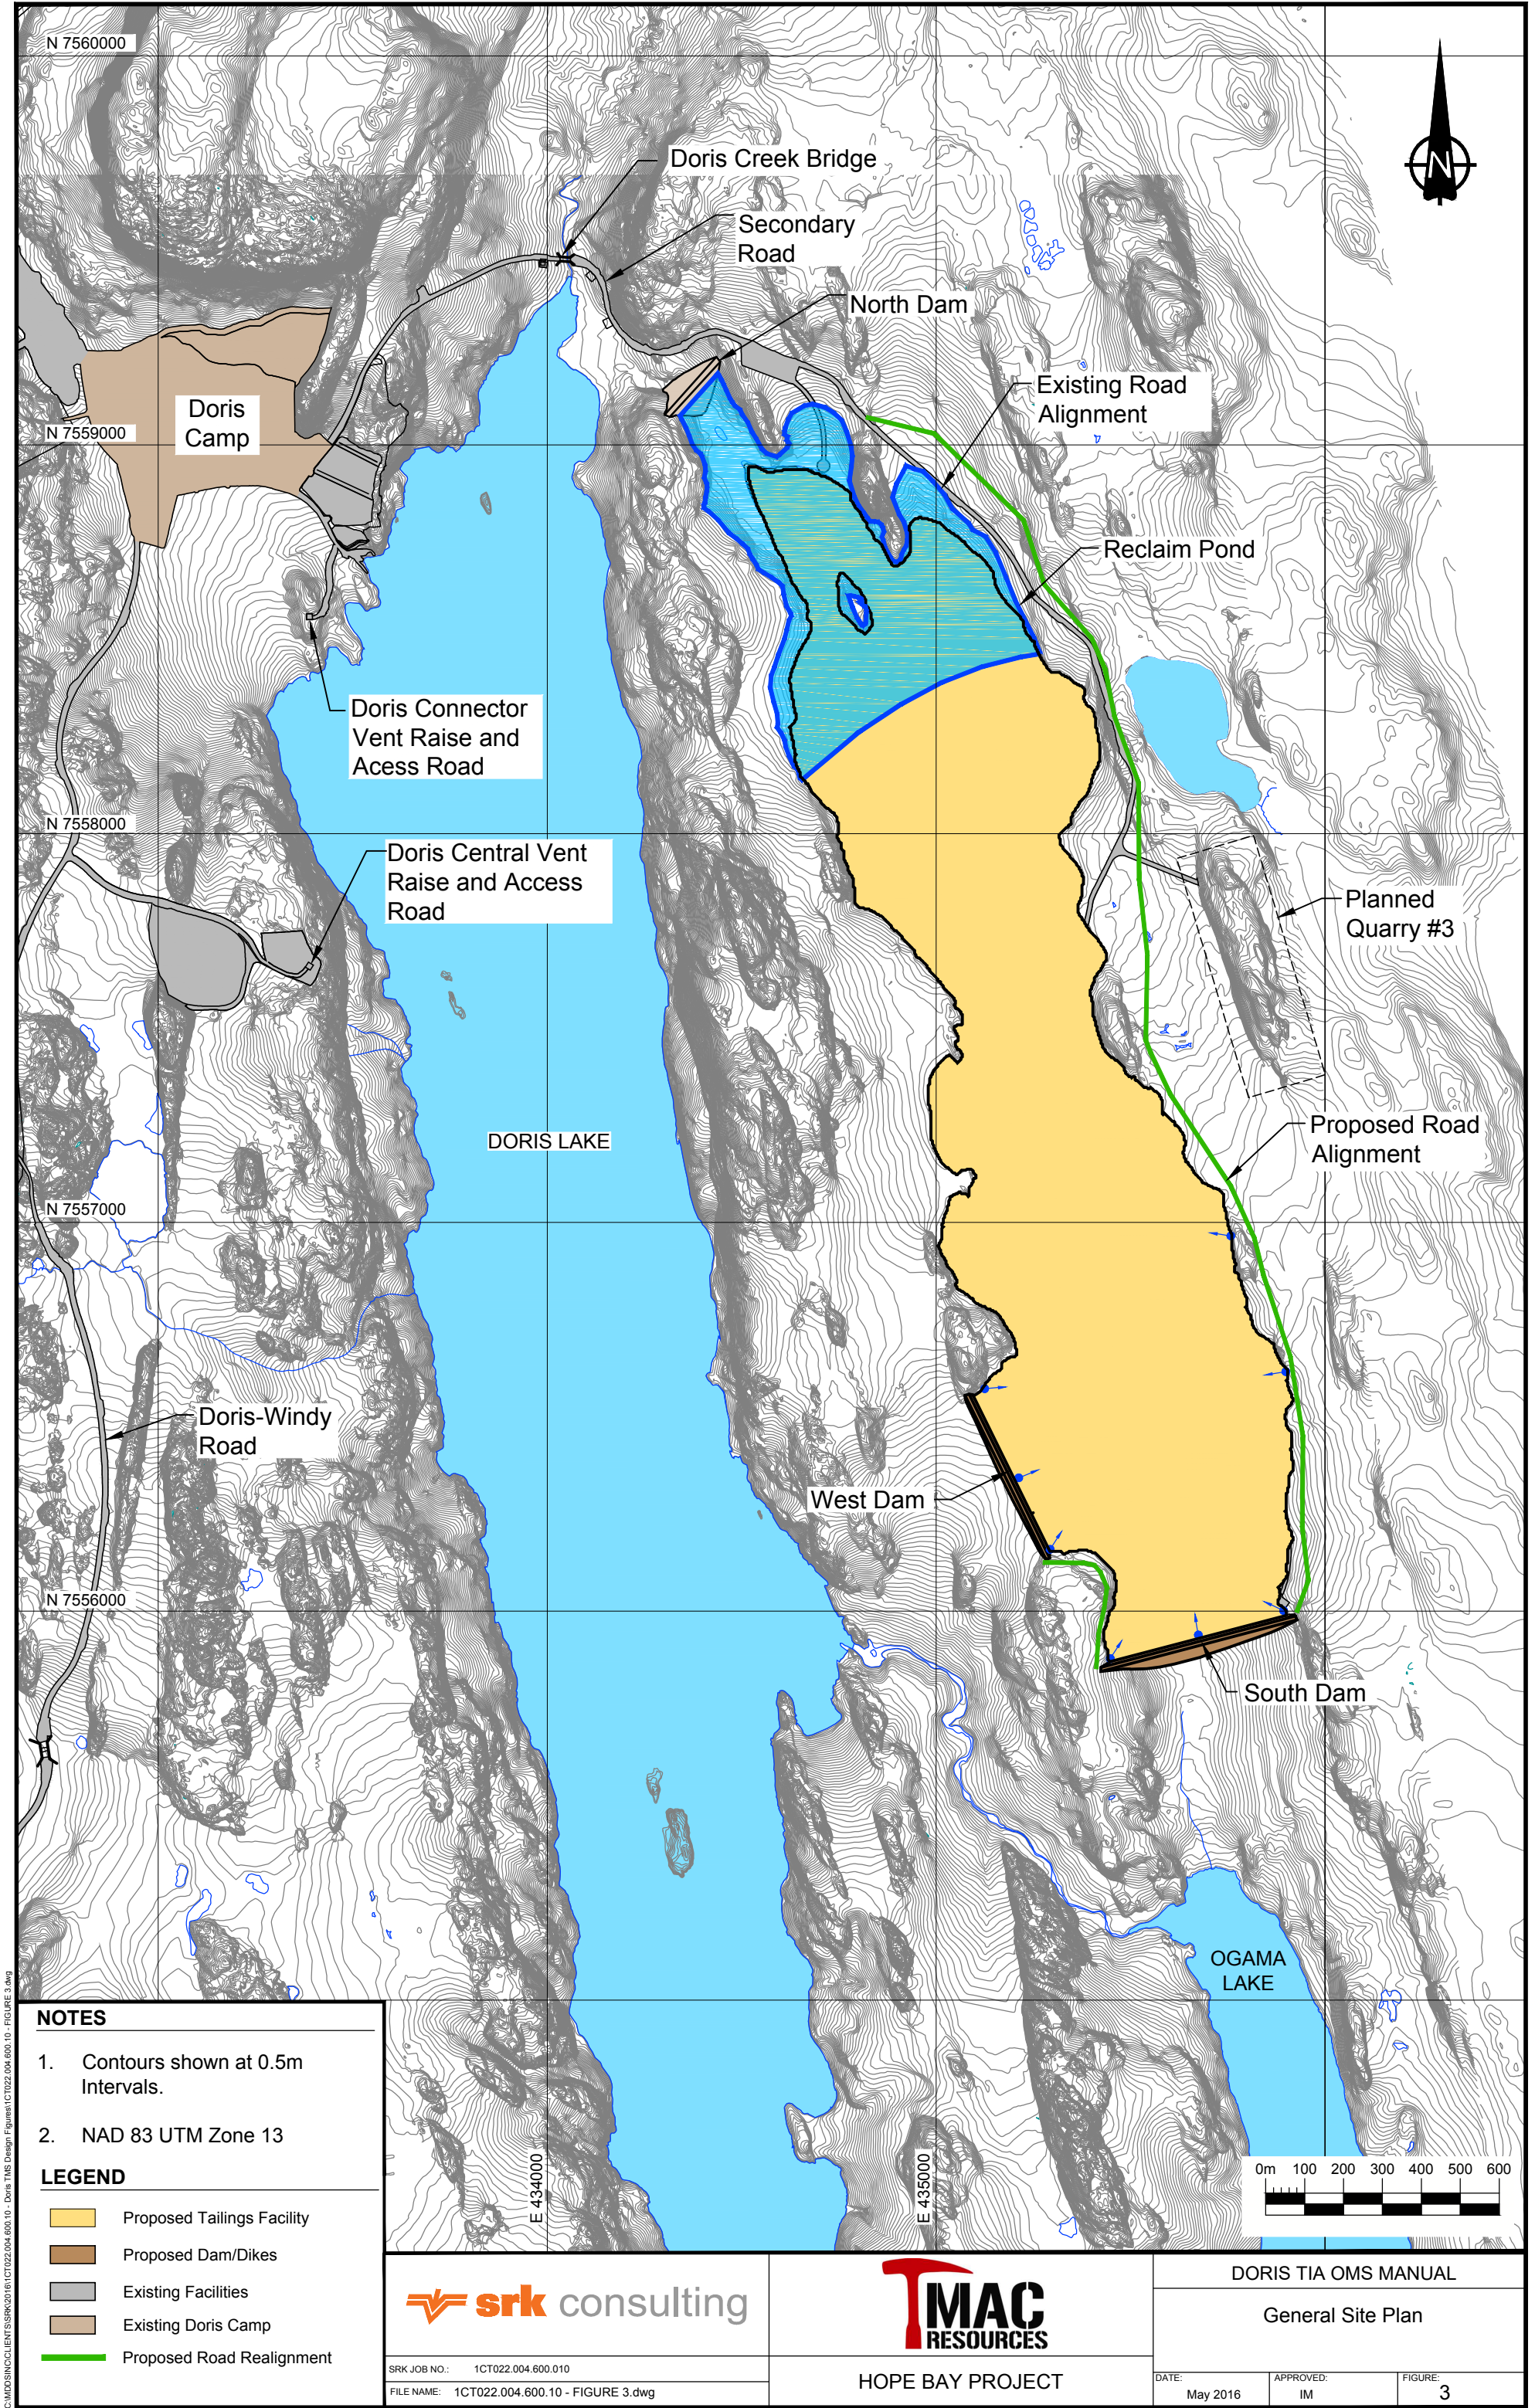 N 7560000
Doris Creek Bridge
Secondary
Road
North Dam
Existing Road
Alignment
Doris
Camp
N 7559000
Reclaim Pond
Doris Connector
Vent Raise and
Acess Road
N 7558000
Doris Central Vent
Raise and Access
Road
Planned
Quarry #3
Proposed Road
Alignment
DORIS LAKE
N 7557000
Doris-Windy
Road
West Dam
N 7556000
South Dam
OGAMA
LAKE
E 434000
E 435000
0m 100 200 300 400 500 600
N
NOTES
1. Contours shown at 0.5m
Intervals.
2. NAD 83 UTM Zone 13
LEGEND
Proposed Tailings Facility
Proposed Dam/Dikes
Existing Facilities
Existing Doris Camp
Proposed Road Realignment
srk consulting
SRK JOB NO.: 1CT022.004.600.010
FILE NAME: 1CT022.004.600.10 - FIGURE 3.dwg
TMAC
RESOURCES
HOPE BAY PROJECT
DORIS TIA OMS MANUAL
General Site Plan
DATE:
May 2016
APPROVED:
IM
FIGURE:
3